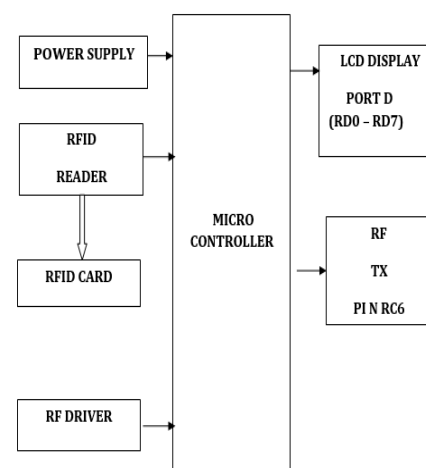 POWER SUPPLY
RFID
READER
RFID CARD
RF DRIVER
MICRO
CONTROLLER
LCD DISPLAY
PORT D
(RD0 – RD7)
RF
TX
PI N RC6